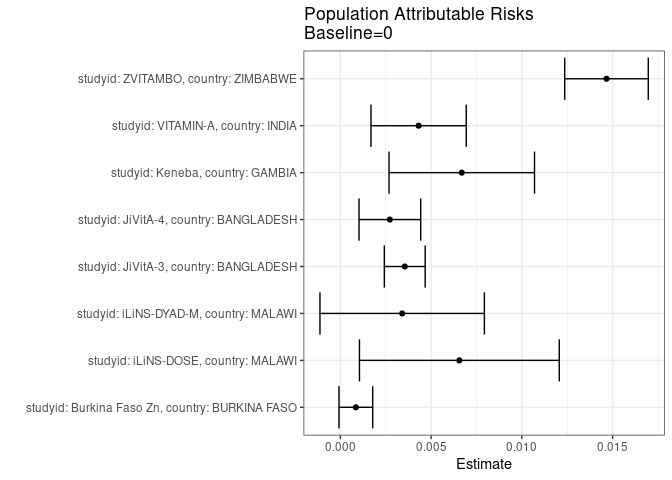 Population Attributable Risks
Baseline=0
studyid: ZVITAMBO, country: ZIMBABWE
studyid: VITAMIN-A, country: INDIA
studyid: Keneba, country: GAMBIA
studyid: JiVitA-4, country: BANGLADESH
studyid: JiVitA-3, country: BANGLADESH
studyid: iLiNS-DYAD-M, country: MALAWI
studyid: iLiNS-DOSE, country: MALAWI
studyid: Burkina Faso Zn, country: BURKINA FASO
0.000 0.005 0.010 0.015
Estimate